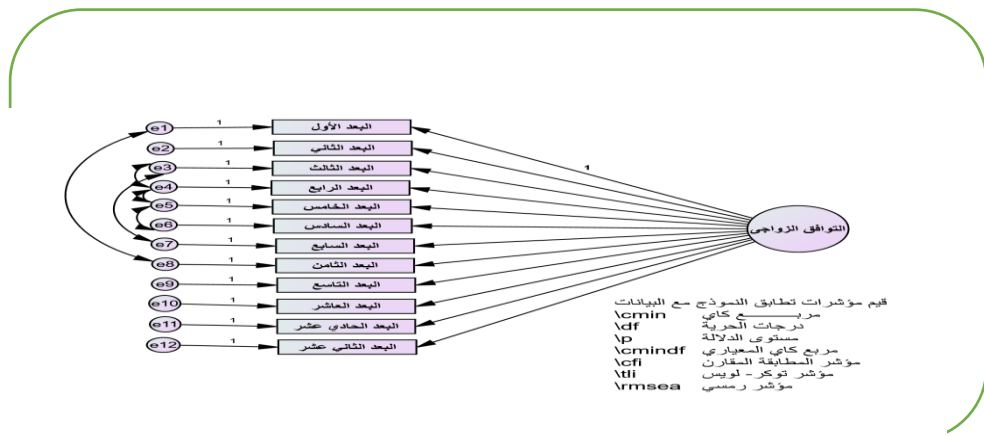 e1 1 البعد الأول
e2 1 البعد الثاني
e3 1 البعد الثالث
e4 1 البعد الرابع
e5 1 البعد الخامس
e6 1 البعد السادس
e7 1 البعد السابع
e8 1 البعد الثامن
e9 1 البعد التاسع
e10 1 البعد العاشر
e11 1 البعد الحادي عشر
e12 1 البعد الثاني عشر
1
التوافق الزواجى
قيم مؤشرات تطابق النموذج مع البيانات
مربـــــــع كاي \cmin
درجات الحرية \df
مستوى الدلالة \p
مربع كاي المعياري \cmindf
مؤشر المطابقة المقارن \cfi
مؤشر توكر- لويس \tli
مؤشر رمسي \rmsea